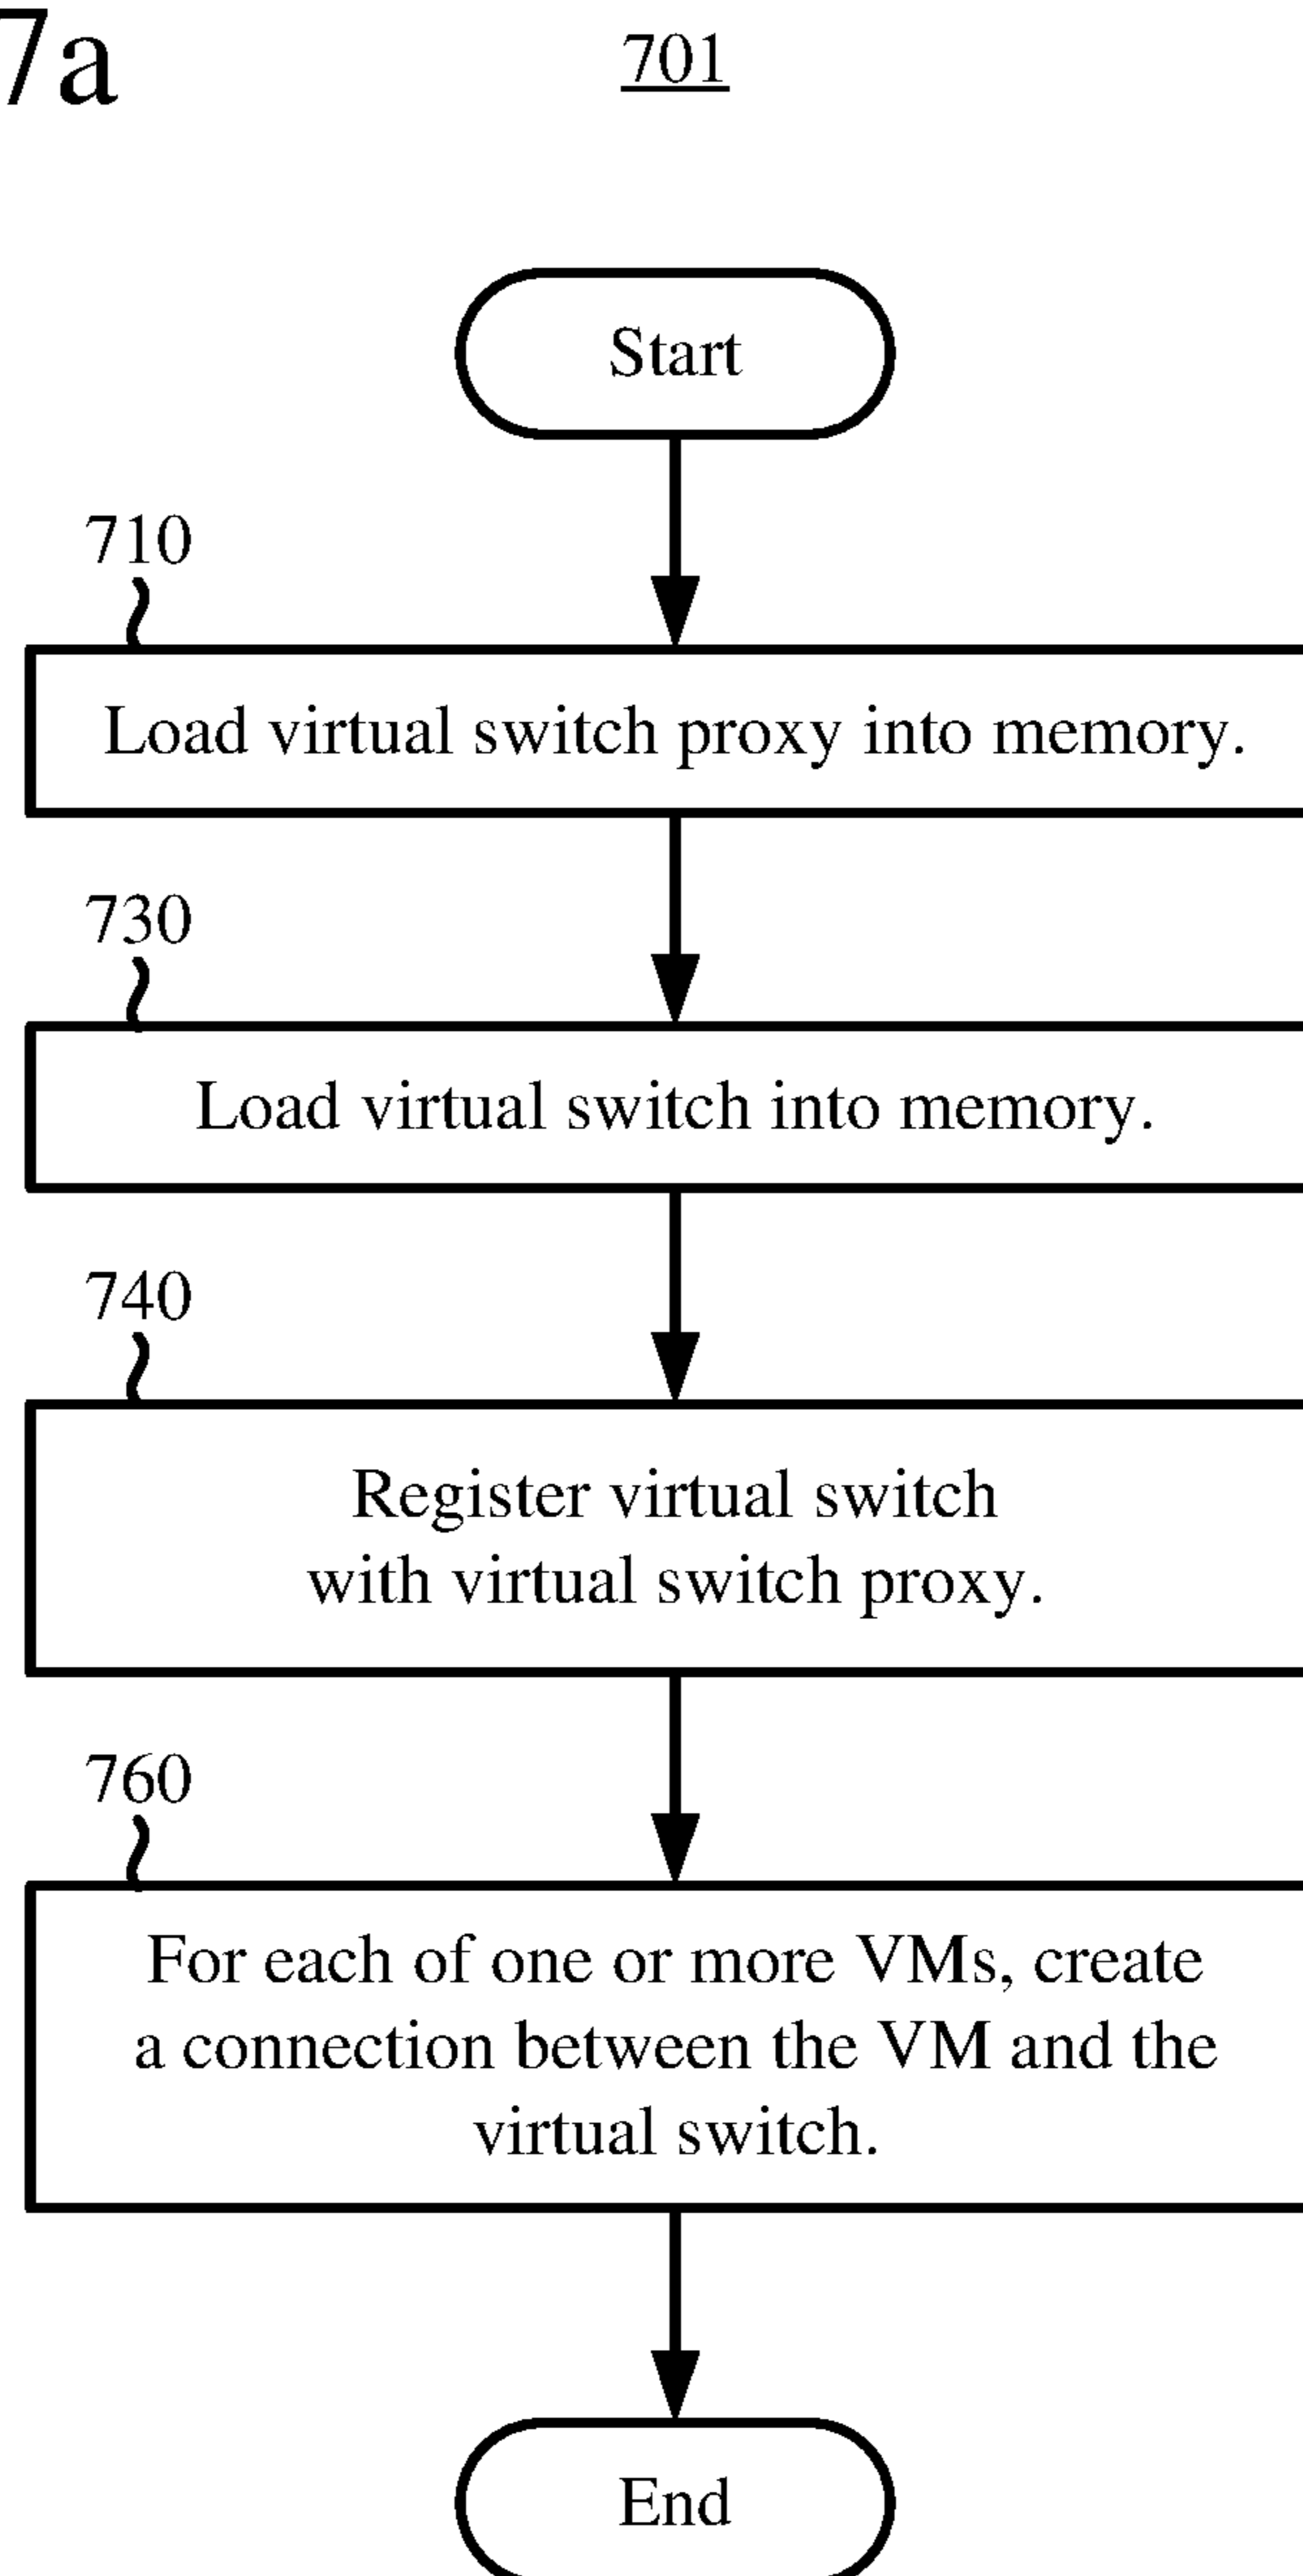 7a
701
Start
710
Load virtual switch proxy into memory.
730
Load virtual switch into memory.
740
Register virtual switch
with virtual switch proxy.
760
For each of one or more VMs, create
a connection between the VM and the
virtual switch.
End